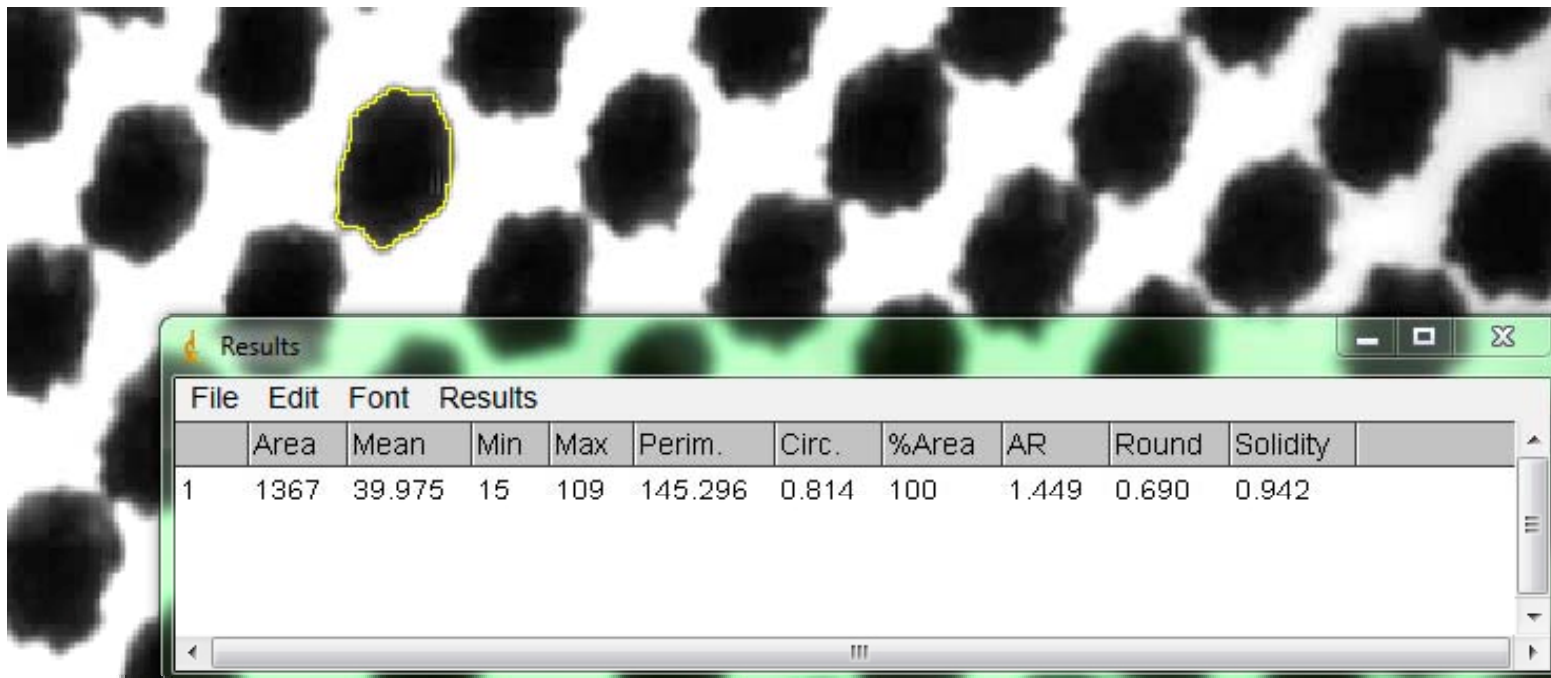 Results
File Edit Font Results
Area Mean Min Max Perim. Circ. %Area AR Round Solidity
1 1367 39.975 15 109 145.296 0.814 100 1.449 0.690 0.942